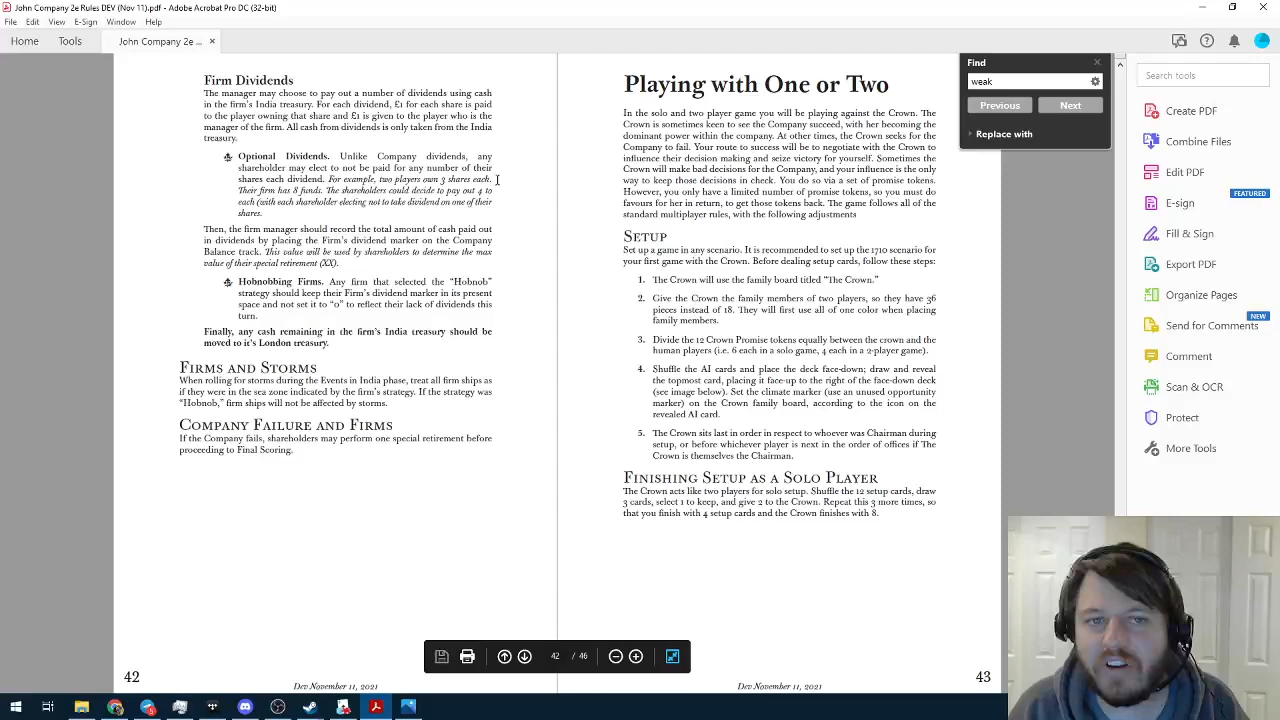 John Company 2e Rules DEV (Nov 11).pdf - Adobe Acrobat Pro DC (32-bit)
File Edit View E-Sign Window Help
Home Tools John Company 2e ... ×
Firm Dividends
The manager may choose to pay out a number of dividends using cash
in the firm's India treasury. For each dividend, £1 for each share is paid
to the player owning that share and £1 is given to the player who is the
manager of the firm. All cash from dividends is only taken from the India
treasury.
Optional Dividends. Unlike Company dividends, any
shareholder may elect to not be paid for any number of their
shares each dividend. For example, two players own 3 shares each.
Their firm has 8 funds. The shareholders could decide to pay out 4 to
each (with each shareholder electing not to take dividend on one of their
shares.
Then, the firm manager should record the total amount of cash paid out
in dividends by placing the Firm's dividend marker on the Company
Balance track. This value will be used by shareholders to determine the max
value of their special retirement (XX).
Hobnobbing Firms. Any firm that selected the "Hobnob"
strategy should keep their Firm's dividend marker in its present
space and not set it to "0" to reflect their lack of dividends this
turn.
Finally, any cash remaining in the firm's India treasury should be
moved to it's London treasury.
Firms and Storms
When rolling for storms during the Events in India phase, treat all firm ships as
if they were in the sea zone indicated by the firm's strategy. If the strategy was
"Hobnob," firm ships will not be affected by storms.
Company Failure and Firms
If the Company fails, shareholders may perform one special retirement before
proceeding to Final Scoring.
42
Dev November 11, 2021
Playing with One or Two
In the solo and two player game you will be playing against the Crown. The
Crown is sometimes keen to see the Company succeed, with her becoming the
dominant power within the company. At other times, the Crown seeks for the
Company to fail. Your route to success will be to negotiate with the Crown to
influence their decision making and seize victory for yourself. Sometimes the
Crown will make bad decisions for the Company, and your influence is the only
way to keep those decisions in check. You do so via a set of promise tokens.
However, you only have a limited number of promise tokens, so you must do
favours for her in return, to get those tokens back. The game follows all of the
standard multiplayer rules, with the following adjustments
Setup
Set up a game in any scenario. It is recommended to set up the 1710 scenario for
your first game with the Crown. Before dealing setup cards, follow these steps:
1. The Crown will use the family board titled "The Crown."
2. Give the Crown the family members of two players, so they have 36
pieces instead of 18. They will first use all of one color when placing
family members.
3. Divide the 12 Crown Promise tokens equally between the crown and the
human players (i.e. 6 each in a solo game, 4 each in a 2-player game).
4. Shuffle the AI cards and place the deck face-down; draw and reveal
the topmost card, placing it face-up to the right of the face-down deck
(see image below). Set the climate marker (use an unused opportunity
marker) on the Crown family board, according to the icon on the
revealed AI card.
5. The Crown sits last in order in respect to whoever was Chairman during
setup, or before whichever player is next in the order of offices if The
Crown is themselves the Chairman.
Finishing Setup as a Solo Player
The Crown acts like two players for solo setup. Shuffle the 12 setup cards, draw
3 cards, select 1 to keep, and give 2 to the Crown. Repeat this 3 more times, so
that you finish with 4 setup cards and the Crown finishes with 8.
Dev November 11, 2021
43
42 / 46
Find
weak
Previous Next
Replace with
Search tools
Create PDF
Combine Files
Edit PDF
FEATURED
E-sign
Fill & Sign
Export PDF
Organize Pages
NEW
Send for Comments
Comment
Scan & OCR
Protect
More Tools